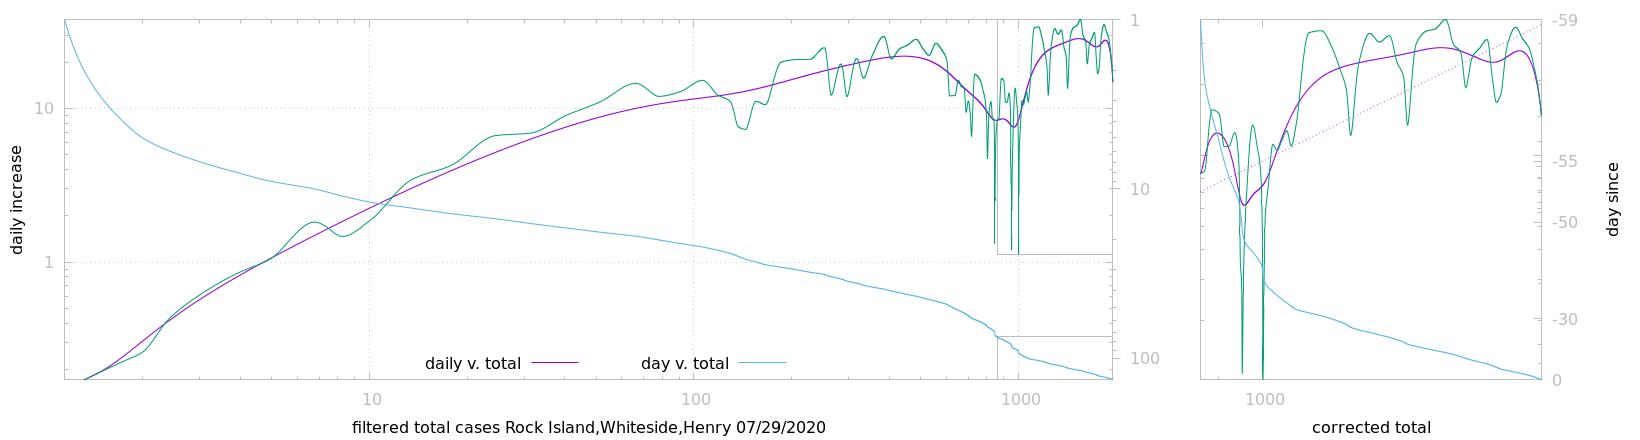 10
1
daily increase
1
10
100
daily v. total
day v. total
10
100
1000
filtered total cases Rock Island,Whiteside,Henry 07/29/2020
-59
-55
-50
-30
0
day since
1000
corrected total